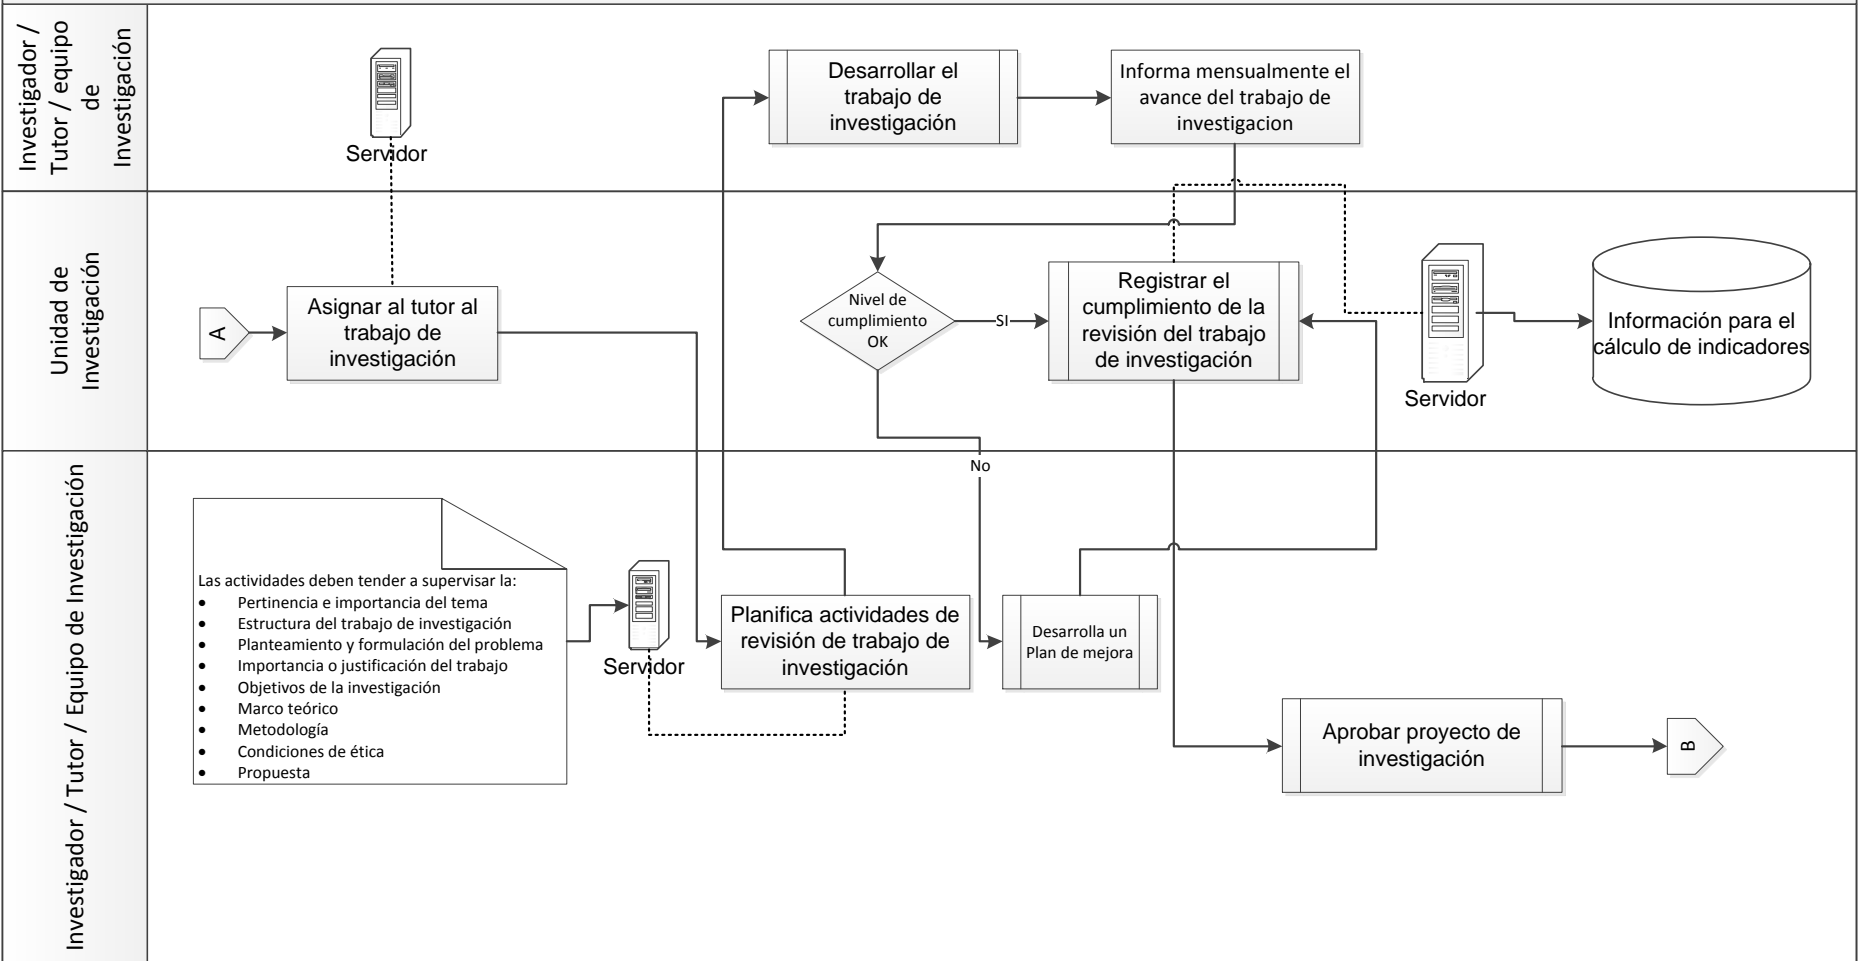 Investigador /
Tutor / equipo
de
Investigación
Servidor
Desarrollar el
trabajo de
investigación
Informa mensualmente el
avance del trabajo de
investigacion
Unidad de
Investigación
A
Asignar al tutor al
trabajo de
investigación
Nivel de
cumplimiento
OK
SI
Registrar el
cumplimiento de la
revisión del trabajo
de investigación
Servidor
Información para el
cálculo de indicadores
No
Investigador / Tutor / Equipo de Investigación
Las actividades deben tender a supervisar la:
• Pertinencia e importancia del tema
• Estructura del trabajo de investigación
• Planteamiento y formulación del problema
• Importancia o justificación del trabajo
• Objetivos de la investigación
• Marco teórico
• Metodología
• Condiciones de ética
• Propuesta
Servidor
Planifica actividades de
revisión de trabajo de
investigación
Desarrolla un
Plan de mejora
Aprobar proyecto de
investigación
B